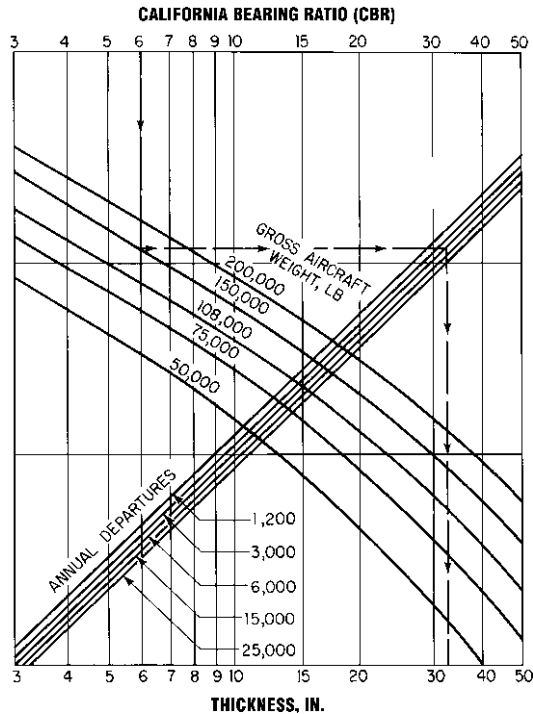 CALIFORNIA BEARING RATIO (CBR)
3 4 5 6 7 8 9 10 15 20 30 40 50
GROSS AIRCRAFT
WEIGHT, LB
200,000
150,000
108,000
75,000
50,000
ANNUAL DEPARTURES
1,200
3,000
6,000
15,000
25,000
3 4 5 6 7 8 9 10 15 20 30 40 50
THICKNESS, IN.